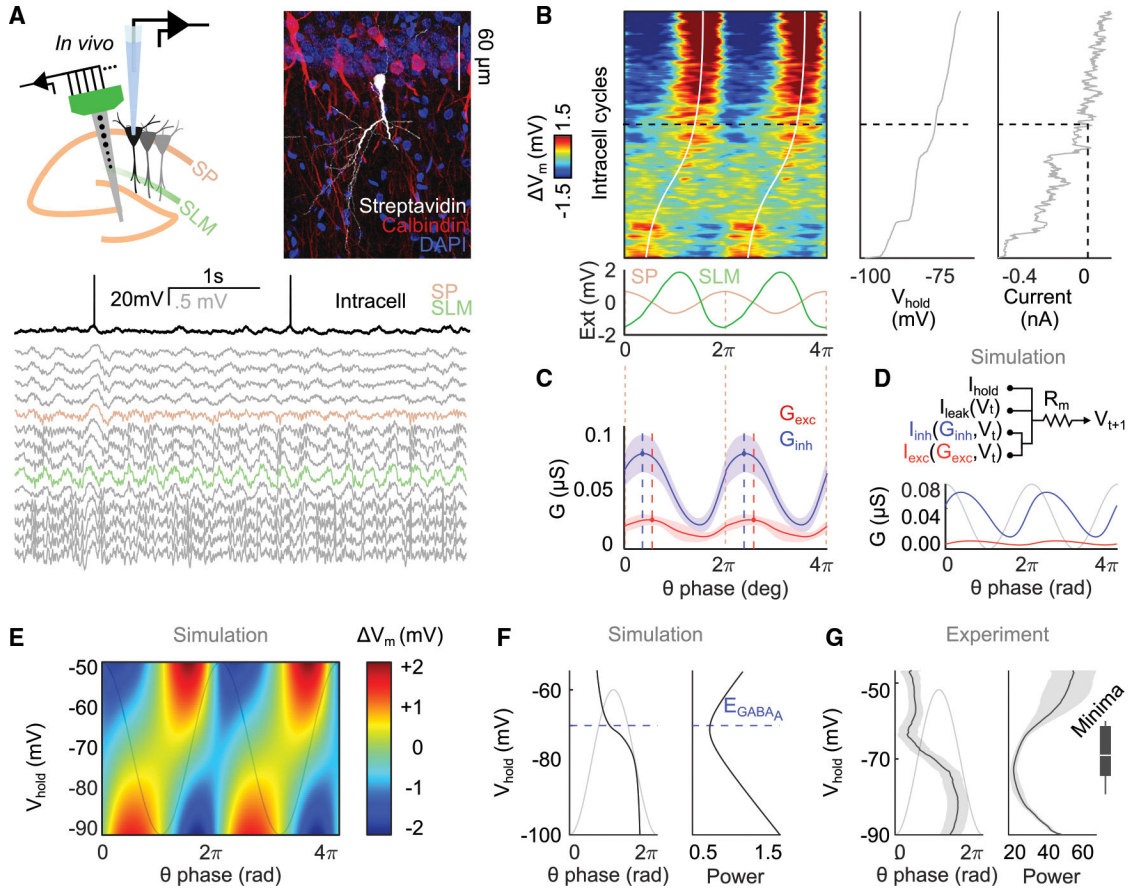 A
In vivo
SP
SLM
60 µm
Streptavidin
Calbindin
DAPI
1s
20mV
.5 mV
Intracell
SP
SLM
B
1.5
-1.5
ΔVm (mV)
Intracell cycles
2
0
-2
Ext (mV)
SP
SLM
0
2π
4π
-100
-75
Vhold
(mV)
-0.4
0
Current
(nA)
C
Gexc
Ginh
0.1
0.05
0
G (µS)
0
2π
4π
θ phase (deg)
D
Simulation
Ihold
Ileak(Vt)
Iinh(Ginh,Vt)
Iexc(Gexc,Vt)
Rm
Vt+1
0.08
0.04
0.00
G (µS)
0
2π
4π
θ phase (rad)
E
Simulation
ΔVm (mV)
-50
-60
-70
-80
-90
Vhold (mV)
0
2π
4π
θ phase (rad)
+2
+1
0
-1
-2
F
Simulation
-60
-80
-100
Vhold (mV)
EGABAA
0
2π
θ phase (rad)
0.5
1.5
Power
G
Experiment
-50
-70
-90
Vhold (mV)
Minima
0
2π
θ phase (rad)
20
40
60
Power